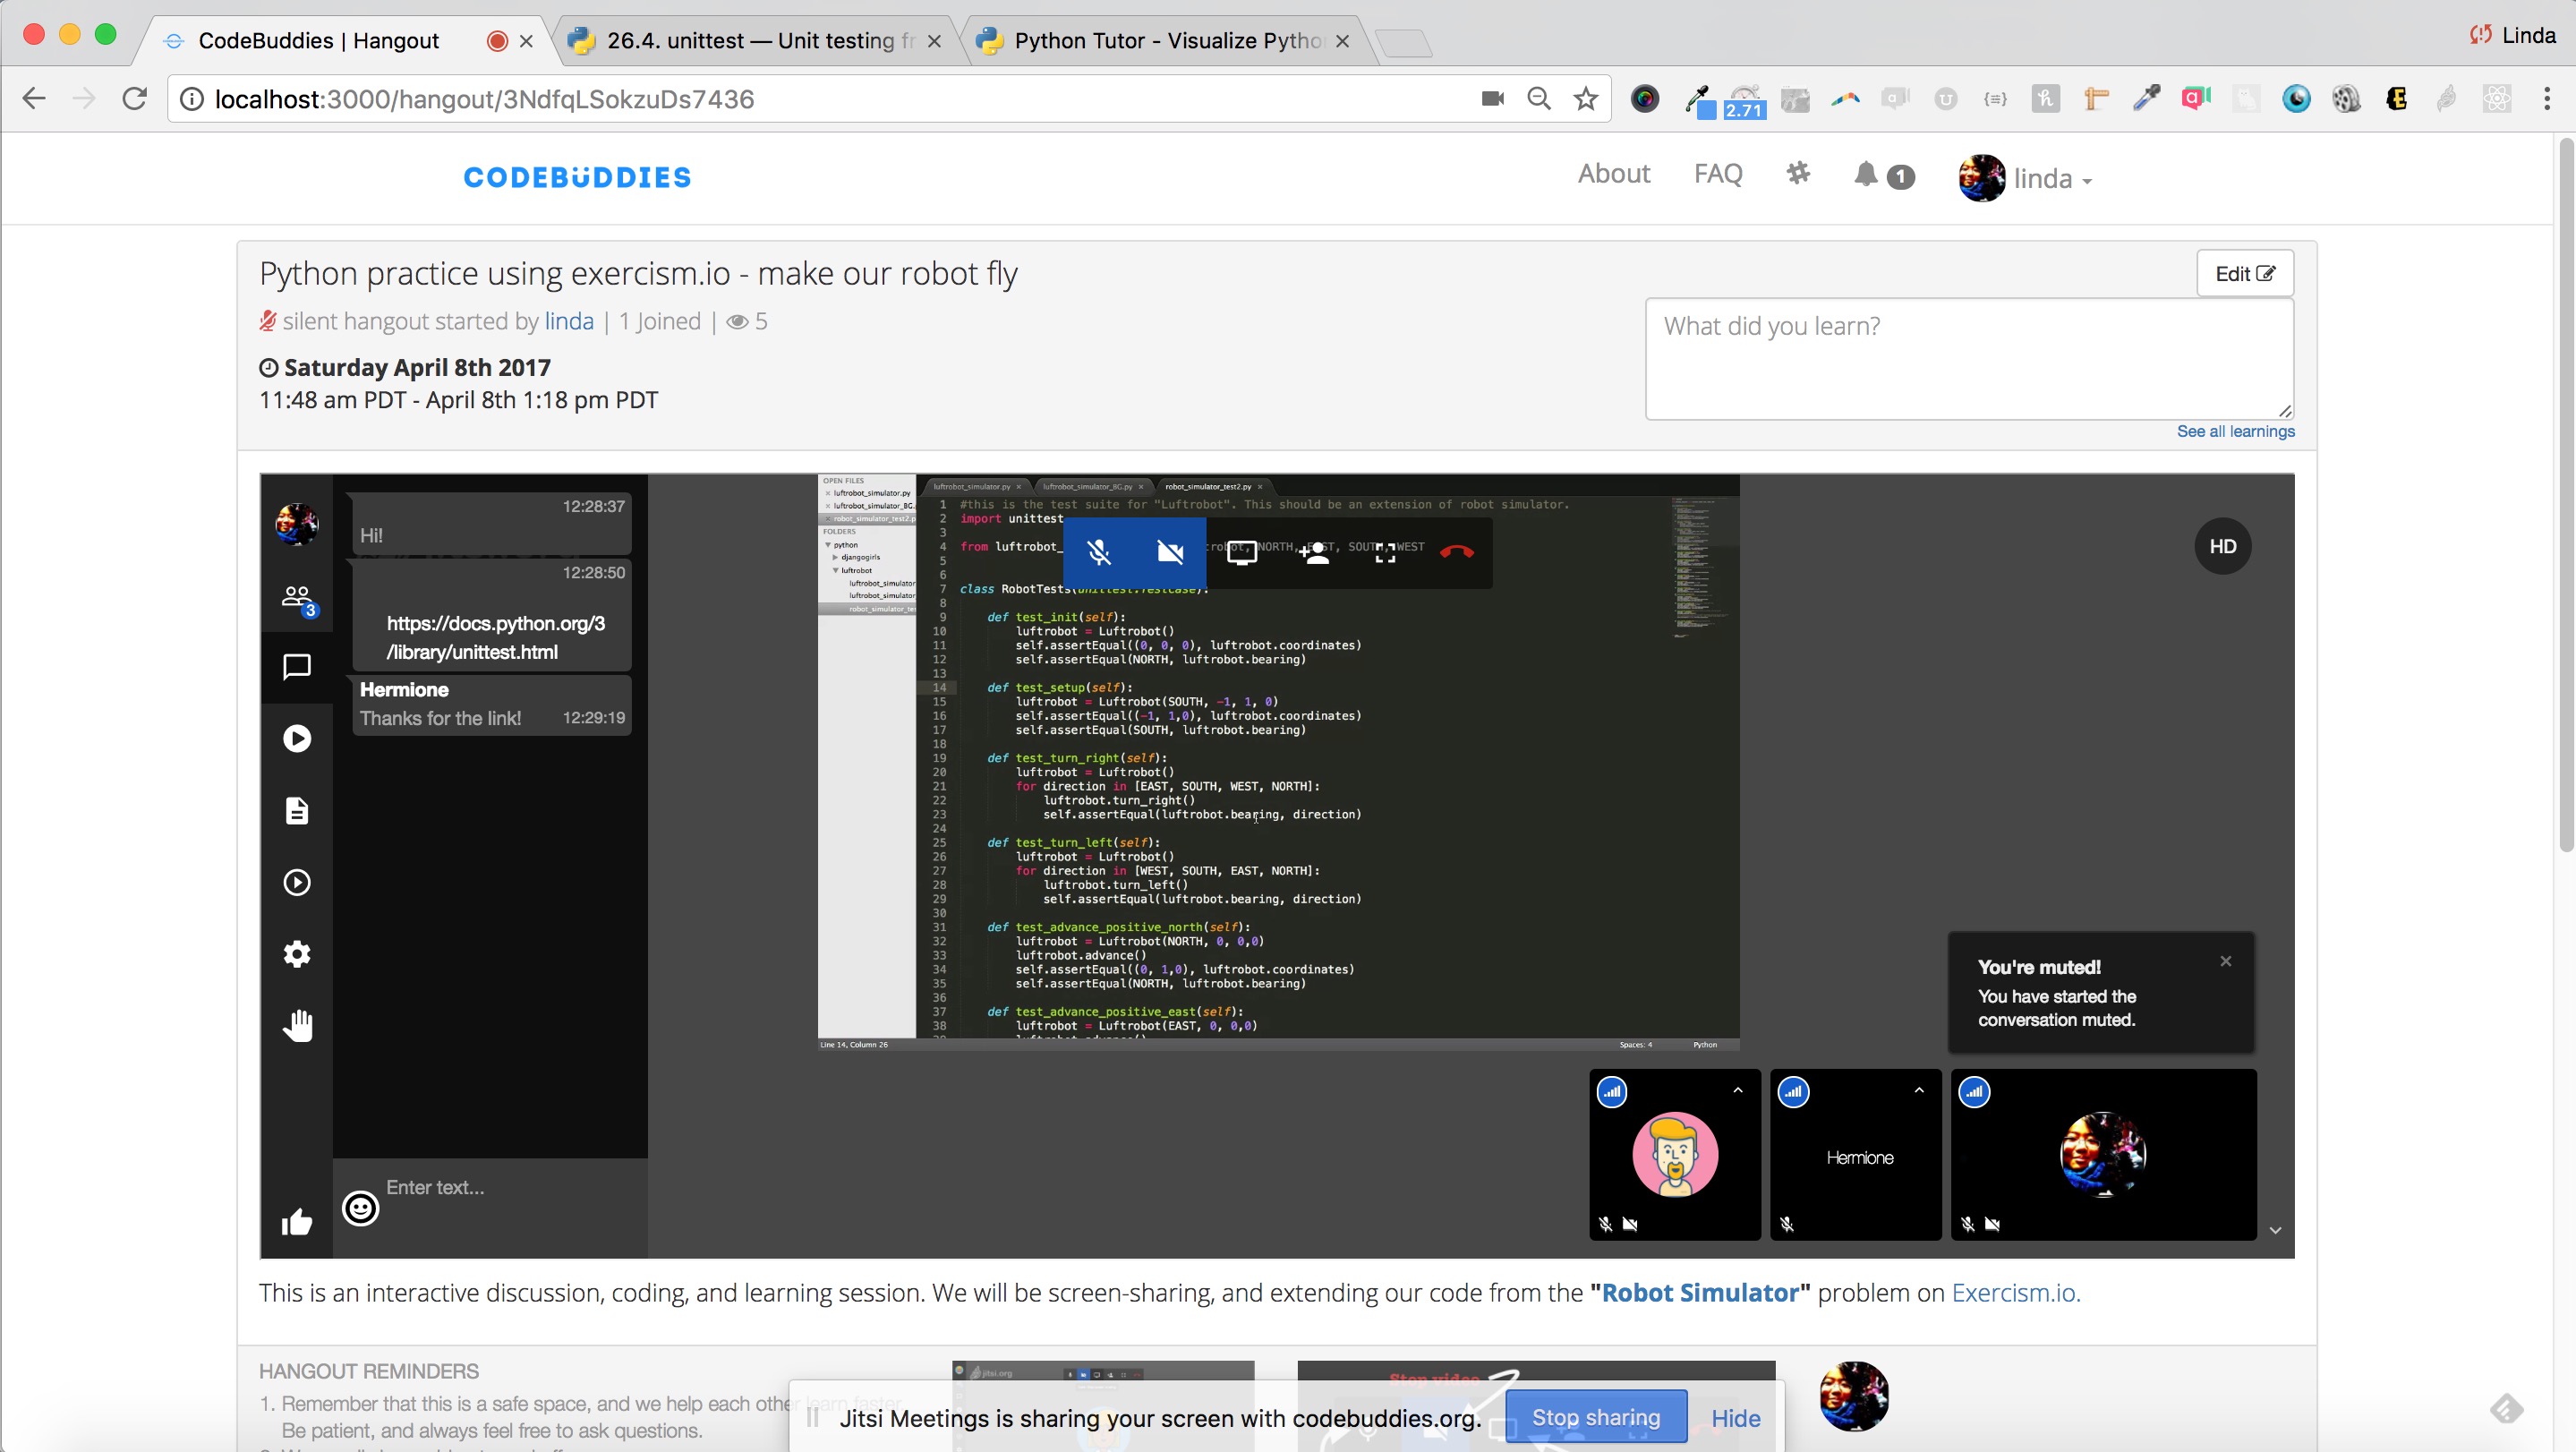 CodeBuddies | Hangout
26.4. unittest — Unit testing fr
Python Tutor - Visualize Pytho
Linda
localhost:3000/hangout/3NdfqLSokzuDs7436
2.71
CODEBÜDDIES
About
FAQ
1
linda
Python practice using exercism.io - make our robot fly
Edit
silent hangout started by linda | 1 Joined | 5
What did you learn?
Saturday April 8th 2017
11:48 am PDT - April 8th 1:18 pm PDT
See all learnings
12:28:37
Hi!
12:28:50
https://docs.python.org/3
/library/unittest.html
Hermione
Thanks for the link!
12:29:19
3
Enter text...
OPEN FILES
luftrobot_simulator.py
luftrobot_simulator_BG.
robot_simulator_test2.p
FOLDERS
python
djangogirls
luftrobot
luftrobot_simulator
luftrobot_simulator
robot_simulator_te
luftrobot_simulator.py
luftrobot_simulator_BG.py
robot_simulator_test2.py
1 #this is the test suite for "Luftrobot". This should be an extension of robot simulator.
2 import unittest
3
4 from luftrobot_ robot, NORTH, EAST, SOUTH, WEST
5
6
7 class RobotTests(unittest.TestCase):
8
9 def test_init(self):
10 luftrobot = Luftrobot()
11 self.assertEqual((0, 0, 0), luftrobot.coordinates)
12 self.assertEqual(NORTH, luftrobot.bearing)
13
14 def test_setup(self):
15 luftrobot = Luftrobot(SOUTH, -1, 1, 0)
16 self.assertEqual((-1, 1,0), luftrobot.coordinates)
17 self.assertEqual(SOUTH, luftrobot.bearing)
18
19 def test_turn_right(self):
20 luftrobot = Luftrobot()
21 for direction in [EAST, SOUTH, WEST, NORTH]:
22 luftrobot.turn_right()
23 self.assertEqual(luftrobot.bearing, direction)
24
25 def test_turn_left(self):
26 luftrobot = Luftrobot()
27 for direction in [WEST, SOUTH, EAST, NORTH]:
28 luftrobot.turn_left()
29 self.assertEqual(luftrobot.bearing, direction)
30
31 def test_advance_positive_north(self):
32 luftrobot = Luftrobot(NORTH, 0, 0,0)
33 luftrobot.advance()
34 self.assertEqual((0, 1,0), luftrobot.coordinates)
35 self.assertEqual(NORTH, luftrobot.bearing)
36
37 def test_advance_positive_east(self):
38 luftrobot = Luftrobot(EAST, 0, 0,0)
Line 14, Column 26
Spaces: 4
Python
HD
You're muted!
You have started the
conversation muted.
Hermione
This is an interactive discussion, coding, and learning session. We will be screen-sharing, and extending our code from the "Robot Simulator" problem on Exercism.io.
HANGOUT REMINDERS
1. Remember that this is a safe space, and we help each other learn faster.
Be patient, and always feel free to ask questions.
jitsi.org
Stop video
Jitsi Meetings is sharing your screen with codebuddies.org.
Stop sharing
Hide